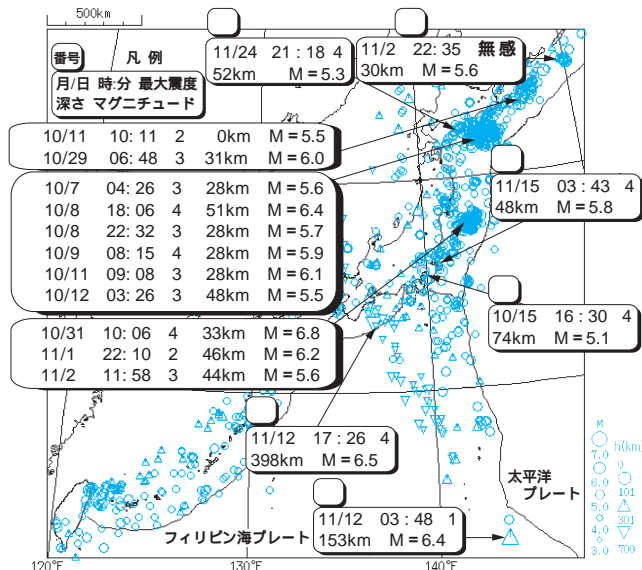 500km
番号 凡 例
月/日 時:分 最大震度
深さ マグニチュード
11/24 21:18 4
52km M=5.3
11/2 22:35 無感
30km M=5.6
10/11 10:11 2 0km M=5.5
10/29 06:48 3 31km M=6.0
10/7 04:26 3 28km M=5.6
10/8 18:06 4 51km M=6.4
10/8 22:32 3 28km M=5.7
10/9 08:15 4 28km M=5.9
10/11 09:08 3 28km M=6.1
10/12 03:26 3 48km M=5.5
11/15 03:43 4
48km M=5.8
10/15 16:30 4
74km M=5.1
10/31 10:06 4 33km M=6.8
11/1 22:10 2 46km M=6.2
11/2 11:58 3 44km M=5.6
11/12 17:26 4
398km M=6.5
11/12 03:48 1
153km M=6.4
太平洋
プレート
フィリピン海プレート
M
7.0
6.0
5.0
4.0
3.0
h(km)
0
101
301
700
120°E
130°E
140°E